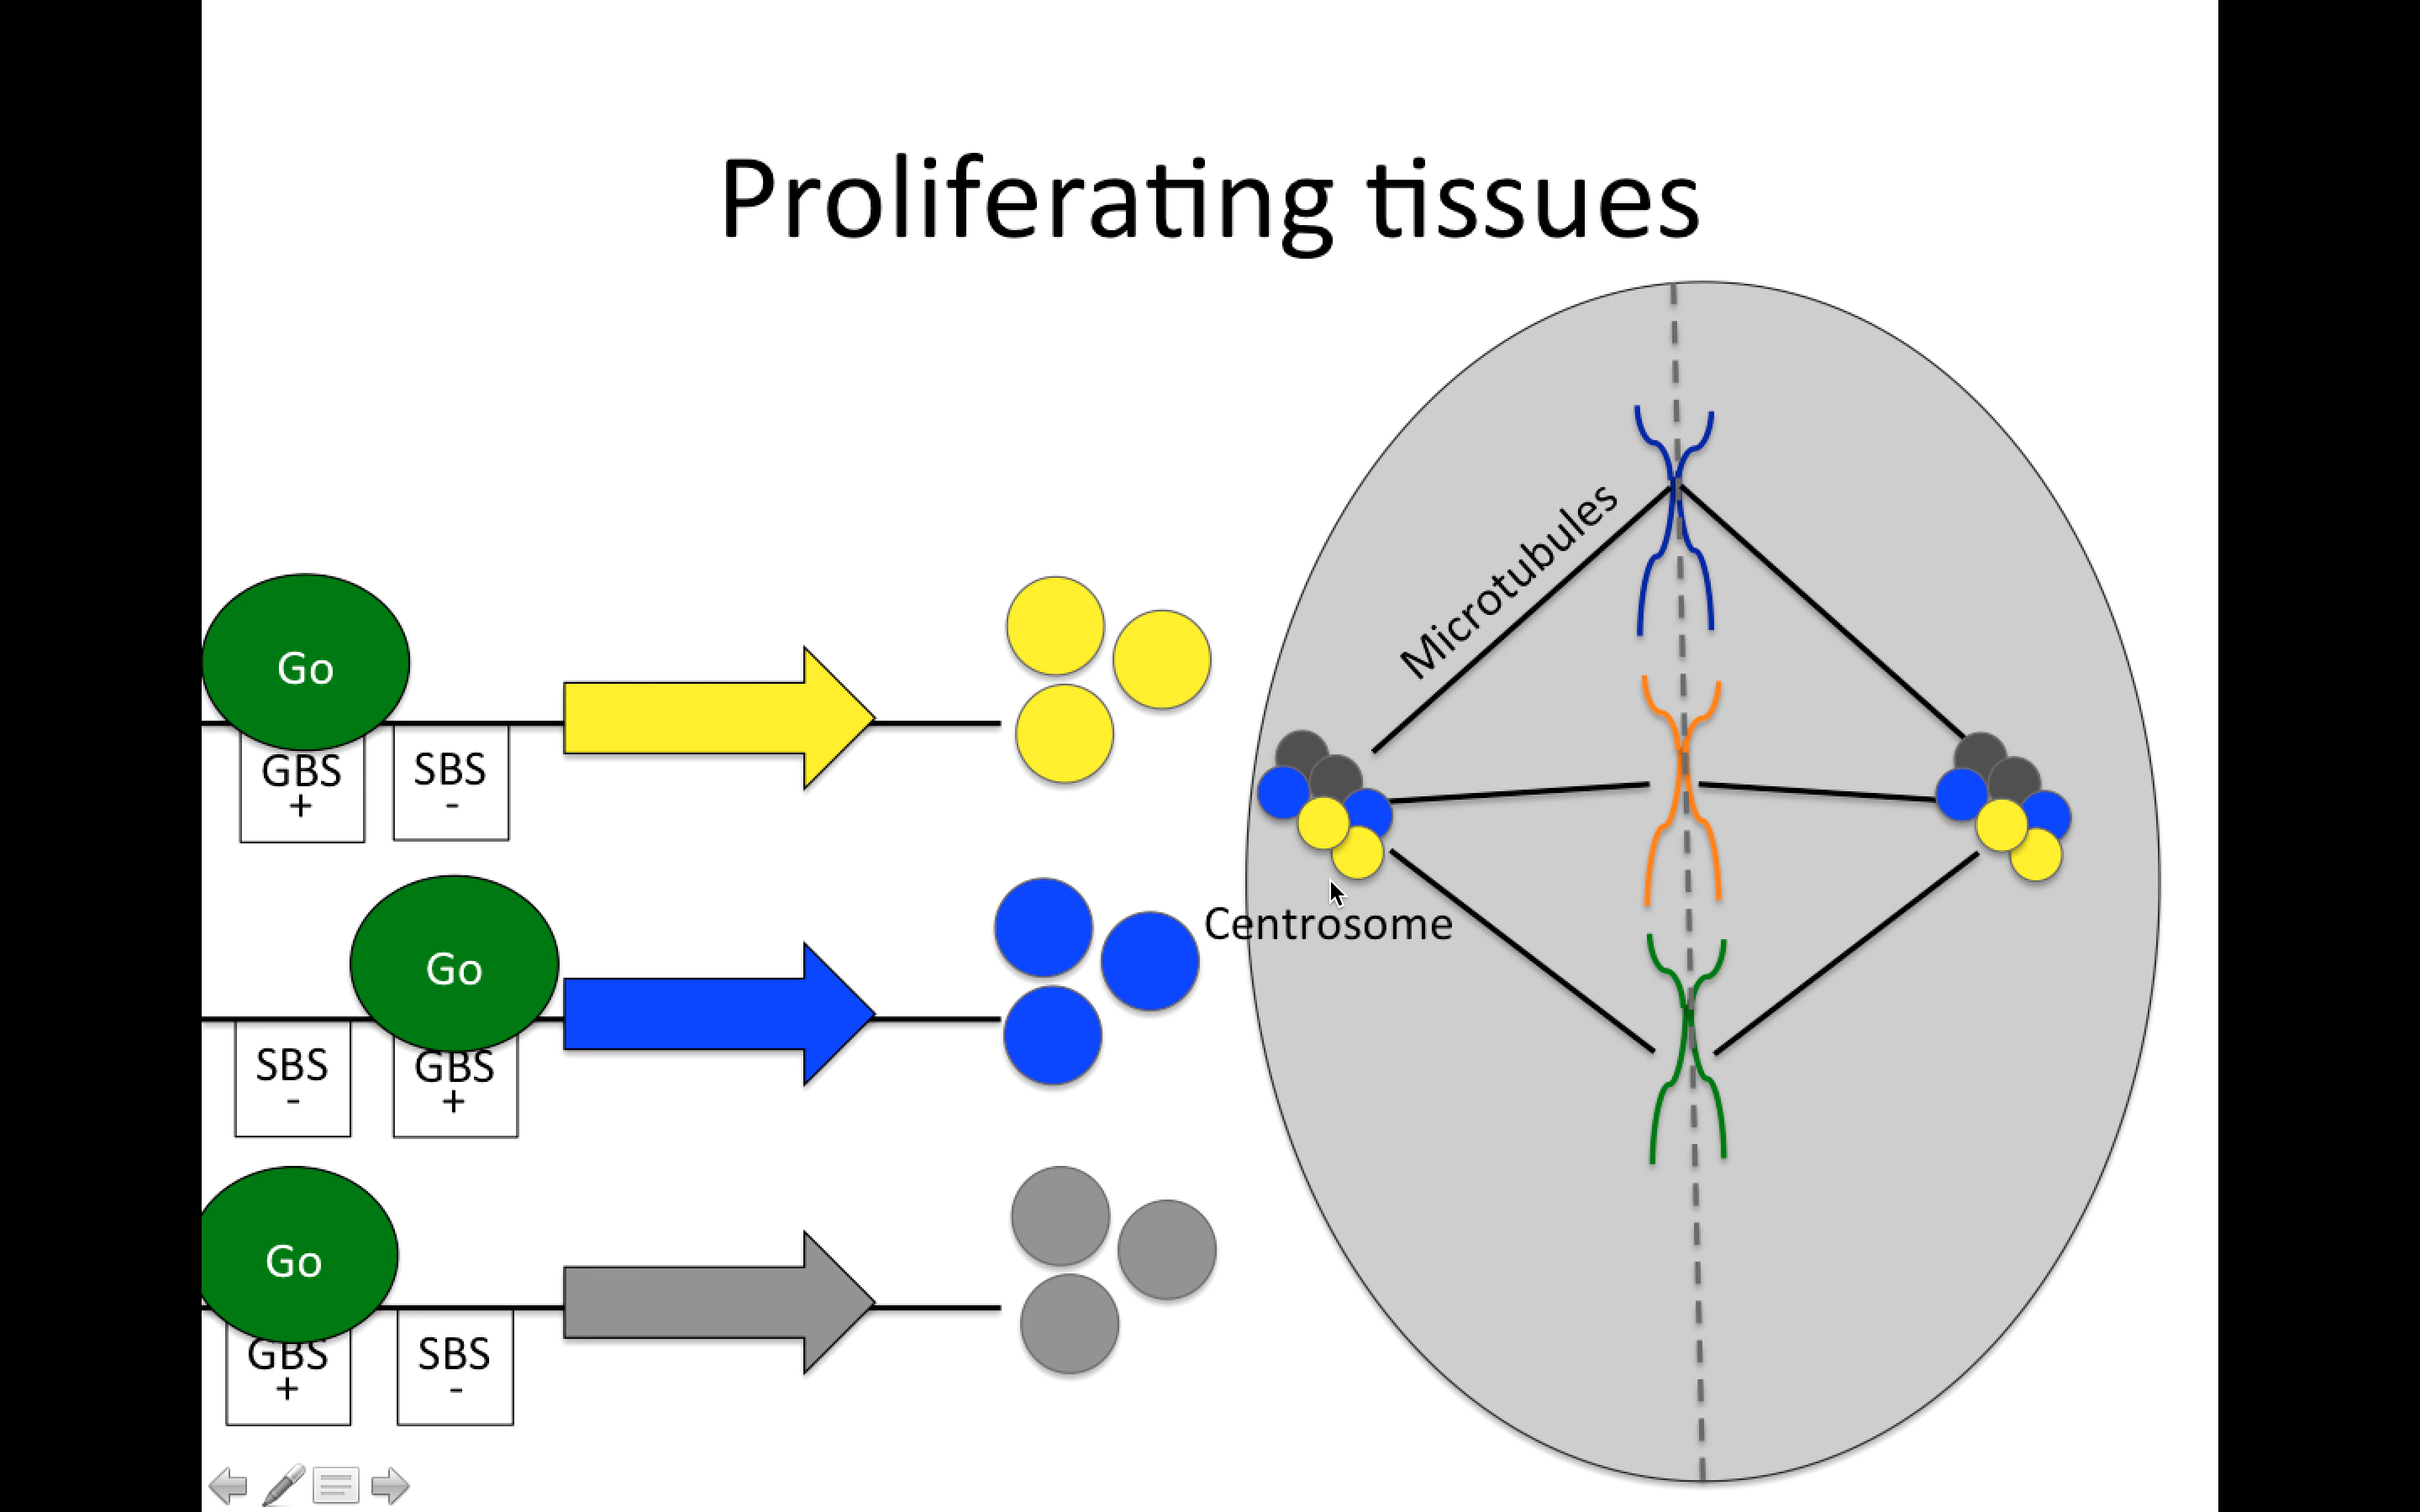 Proliferating tissues
Microtubules
Go
GBS
+
SBS
-
Centrosome
Go
SBS
-
GBS
+
Go
GBS
+
SBS
-